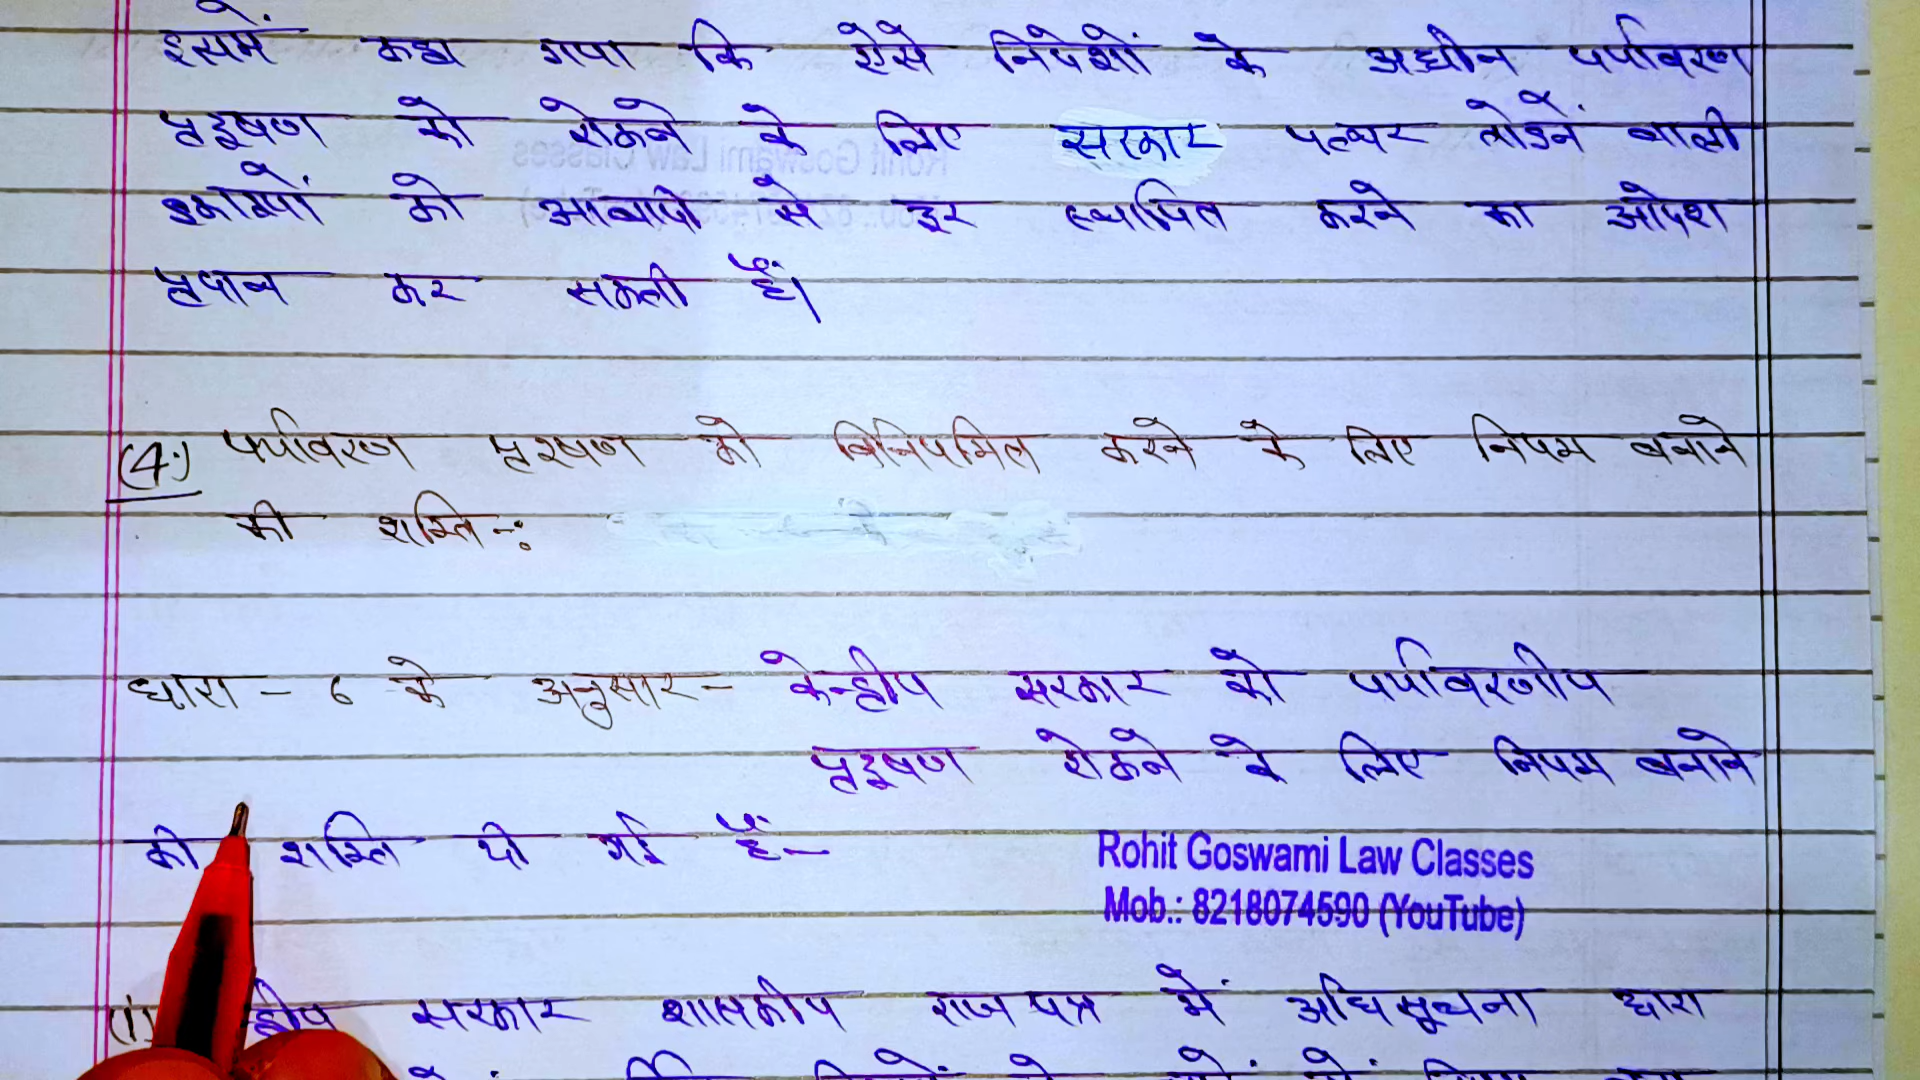 इसमें कहा गया कि ऐसे निदेशों के अधीन पर्यावरण
प्रदूषण को रोकने के लिए सरकार पत्थर तोडनें वाली
इकाइयों को आबादी से दूर स्थापित करने का आदेश
प्रदान कर सकती हैं।
(4.) पर्यावरण प्रदूषण को विनियमित करने के लिए नियम बनाने
की शक्ति -:
धारा - 6 के अनुसार - केन्द्रीय सरकार को पर्यावरणीय
प्रदूषण रोकने के लिए नियम बनाने
की शक्ति दी गई हैं -
Rohit Goswami Law Classes
Mob.: 8218074590 (YouTube)
(1) सरकार शासकीय राजपत्र में अधिसूचना द्वारा